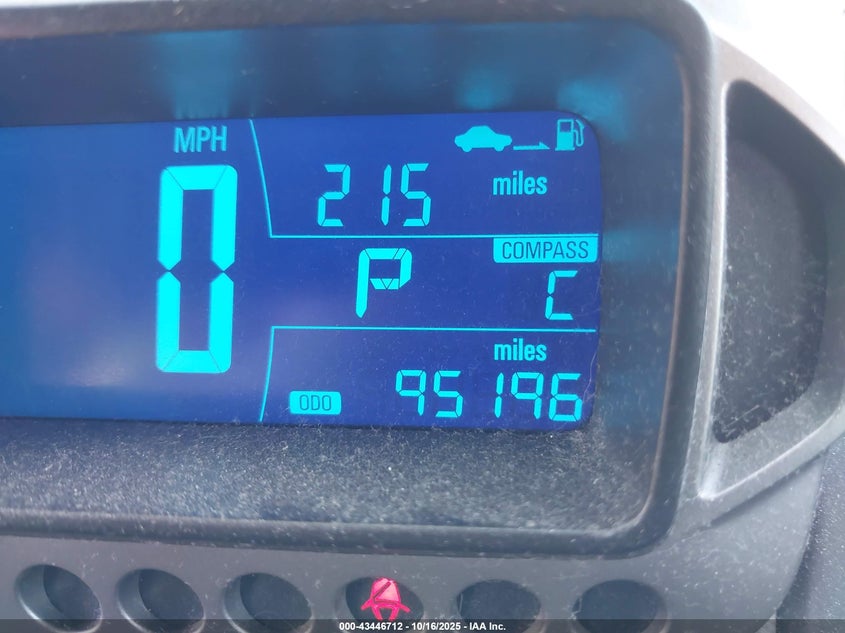 MPH
0
215 miles
P
COMPASS
C
miles
ODO 95196
000-43446712 - 10/16/2025 - IAA Inc.